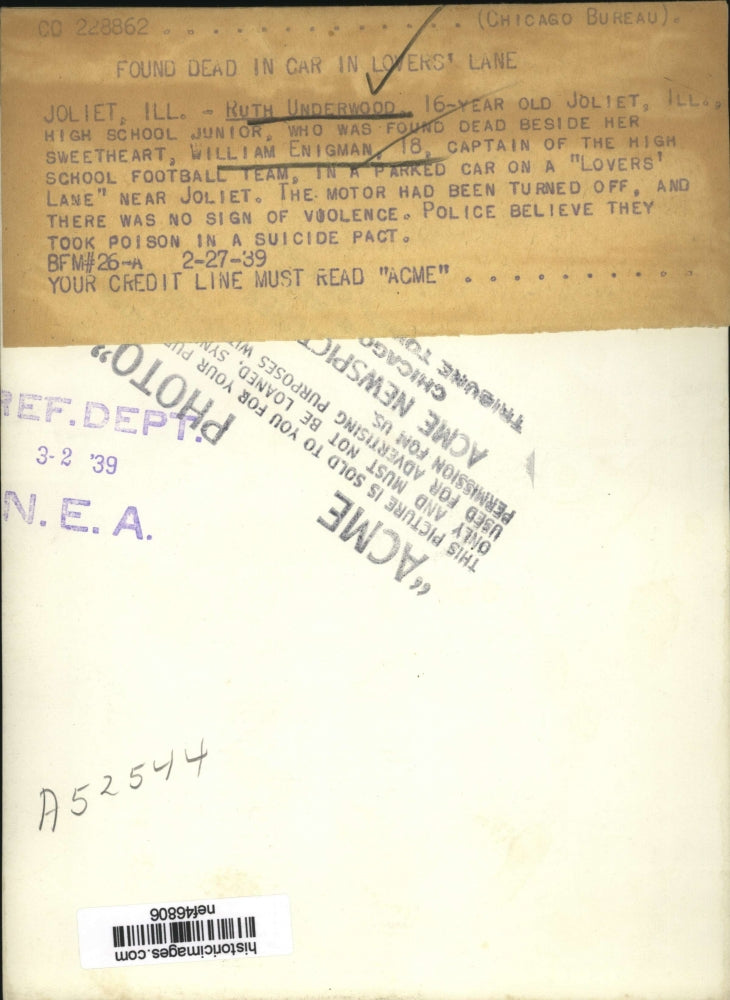 CD 228862 . . . . . . . . . . . . (CHICAGO BUREAU).
FOUND DEAD IN CAR IN LOVERS' LANE
JOLIET, ILL. - RUTH UNDERWOOD, 16-YEAR OLD JOLIET, ILL.,
HIGH SCHOOL JUNIOR, WHO WAS FOUND DEAD BESIDE HER
SWEETHEART, WILLIAM ENIGMAN, 18, CAPTAIN OF THE HIGH
SCHOOL FOOTBALL TEAM, IN A PARKED CAR ON A "LOVERS'
LANE" NEAR JOLIET. THE MOTOR HAD BEEN TURNED OFF, AND
THERE WAS NO SIGN OF VIOLENCE. POLICE BELIEVE THEY
TOOK POISON IN A SUICIDE PACT.
BFM#26-A 2-27-39
YOUR CREDIT LINE MUST READ "ACME" . . . . . . . . . . .
REF. DEPT.
3-2 '39
N.E.A.
"ACME PHOTO"
THIS PICTURE IS SOLD TO YOU FOR YOUR
ONLY AND MUST NOT BE LOANED,
USED FOR ADVERTISING PURPOSES
PERMISSION FOM US.
ACME NEWSPICT
CHICAGO
TRIBUNE
A52544
historicimages.com
nef46806